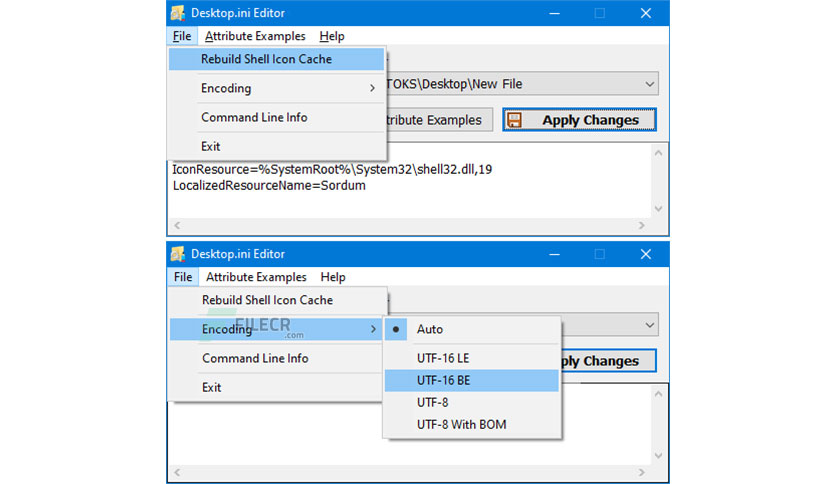 Desktop.ini Editor
File Attribute Examples Help
Rebuild Shell Icon Cache
TOKS\Desktop\New File
Encoding
Command Line Info
tribute Examples
Apply Changes
Exit
IconResource=%SystemRoot%\System32\shell32.dll,19
LocalizedResourceName=Sordum
Desktop.ini Editor
File Attribute Examples Help
Rebuild Shell Icon Cache
Encoding
FILECR
.com
Auto
Command Line Info
UTF-16 LE
ply Changes
UTF-16 BE
Exit
UTF-8
UTF-8 With BOM